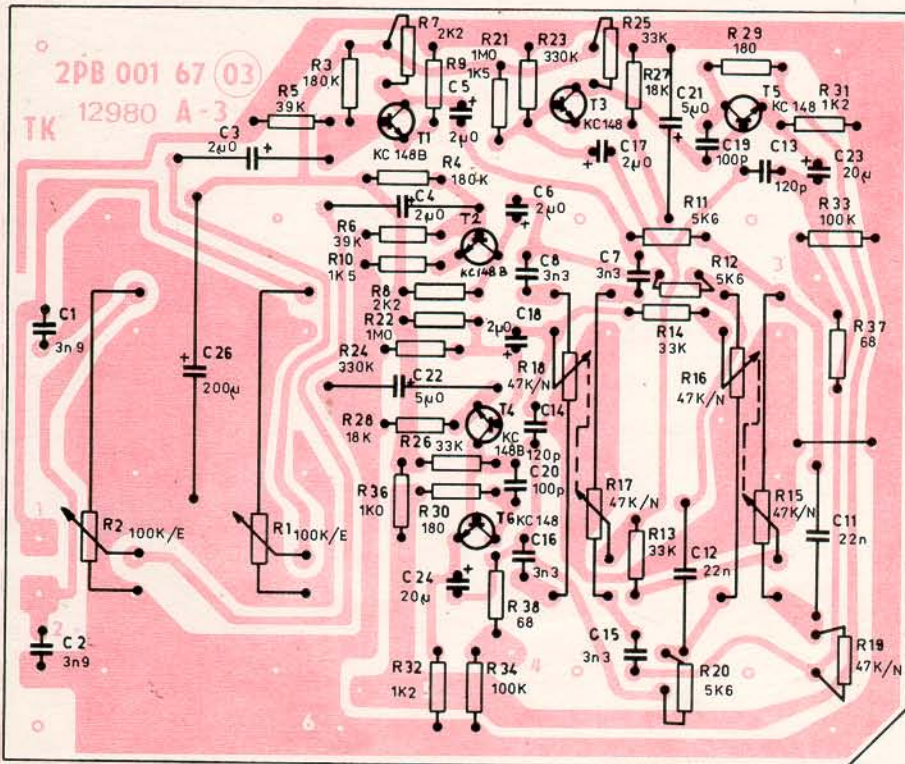 2PB 001 67 03
12980 A-3
TK
R7
2K2
R3
180K
R9
1K5
R5
39K
C3
2µ0
T1
KC 148B
C5
2µ0
R21
1M0
R23
330K
R25
33K
R27
18K
T3
KC148
C17
2µ0
C21
5µ0
R29
180
T5
KC 148
R31
1K2
C19
100p
C13
120p
C23
20µ
R4
180K
C4
2µ0
C6
2µ0
T2
KC148B
R6
39K
R10
1K5
R8
2K2
R22
1M0
R24
330K
C8
3n3
C7
3n3
R11
5K6
R12
5K6
R33
100K
3
R14
33K
2µ0
C18
R18
47K/N
R16
47K/N
R37
68
C1
3n9
C26
200µ
C22
5µ0
R28
18K
T4
KC
148B
C14
120p
R26
33K
C20
100p
R36
1K0
R30
180
T6
KC148
R17
47K/N
R15
47K/N
1
R2
100K/E
R1
100K/E
C16
3n3
R13
33K
C12
22n
C11
22n
C24
20µ
R38
68
2
C2
3n9
C15
3n3
R19
47K/N
R32
1K2
R34
100K
4
R20
5K6
6